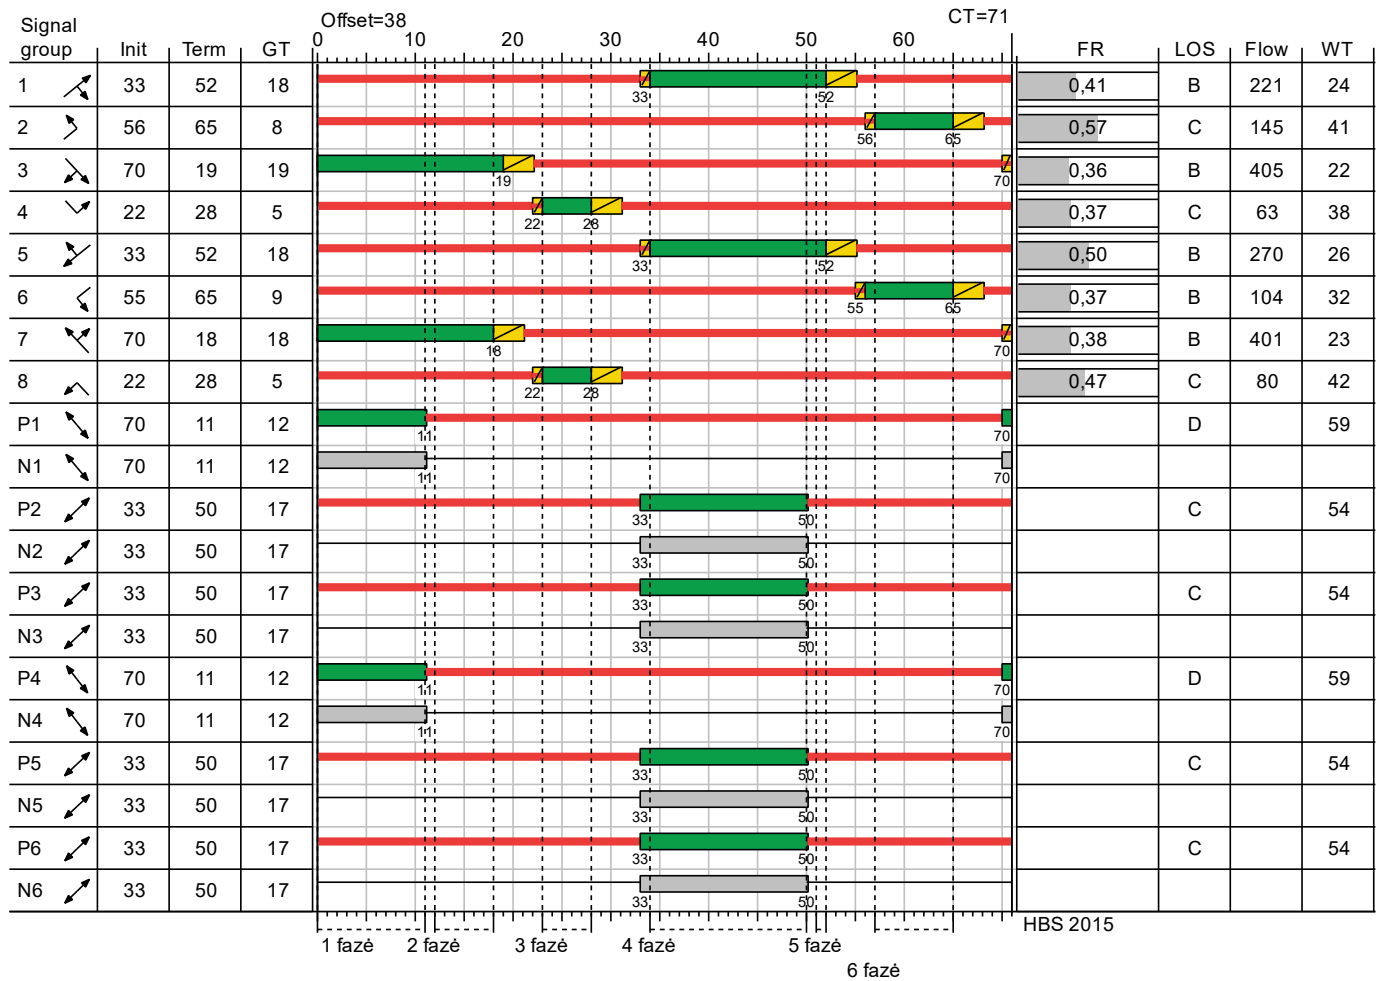 Offset=38 CT=71
Signal group Init Term GT 0 10 20 30 40 50 60 FR LOS Flow WT
1 33 52 18 33 52 0,41 B 221 24
2 56 65 8 56 65 0,57 C 145 41
3 70 19 19 19 70 0,36 B 405 22
4 22 28 5 22 28 0,37 C 63 38
5 33 52 18 33 52 0,50 B 270 26
6 55 65 9 55 65 0,37 B 104 32
7 70 18 18 18 70 0,38 B 401 23
8 22 28 5 22 28 0,47 C 80 42
P1 70 11 12 11 70 D 59
N1 70 11 12 11 70
P2 33 50 17 33 50 C 54
N2 33 50 17 33 50
P3 33 50 17 33 50 C 54
N3 33 50 17 33 50
P4 70 11 12 11 70 D 59
N4 70 11 12 11 70
P5 33 50 17 33 50 C 54
N5 33 50 17 33 50
P6 33 50 17 33 50 C 54
N6 33 50 17 33 50
HBS 2015
1 fazė 2 fazė 3 fazė 4 fazė 5 fazė
6 fazė